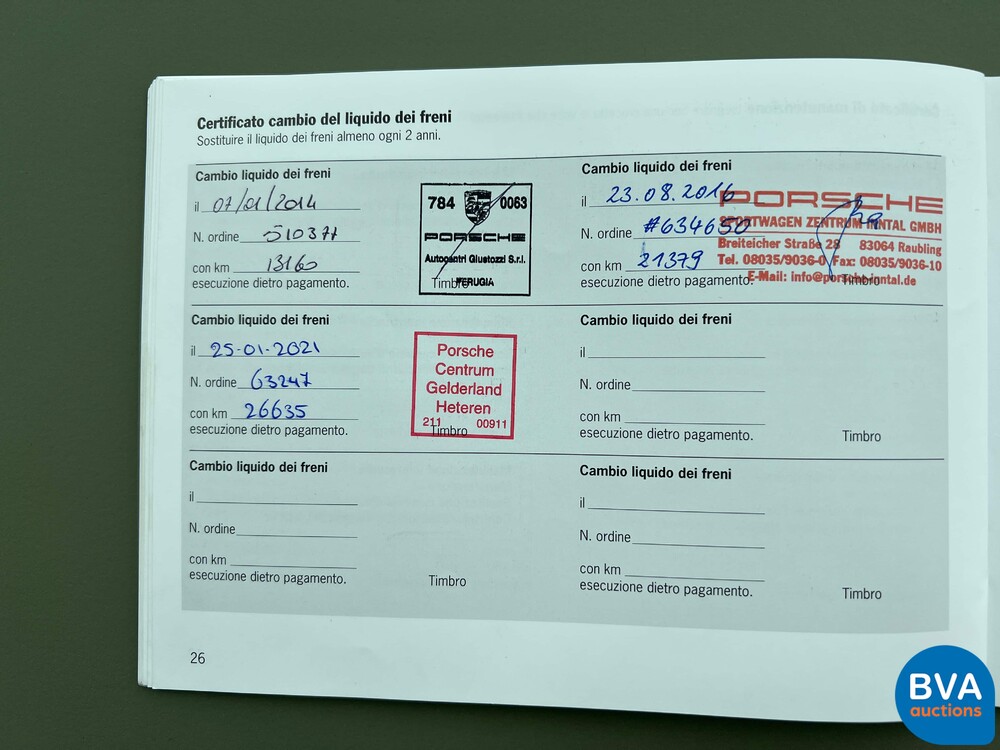 Certificato cambio del liquido dei freni
Sostituire il liquido dei freni almeno ogni 2 anni.
Cambio liquido dei freni
il 07/01/2014
N. ordine 510377
con km 13160
esecuzione dietro pagamento.
784 0063
PORSCHE
Autocentri Giustozzi S.r.l.
PERUGIA
Timbro
Cambio liquido dei freni
il 23.08.2016
N. ordine #634650
con km 21379
esecuzione dietro pagamento.
PORSCHE
SPORTWAGEN ZENTRUM INNTAL GMBH
Breiteicher Straße 28 83064 Raubling
Tel. 08035/9036-0 Fax: 08035/9036-10
E-Mail: info@porsche-inntal.de
Timbro
Cambio liquido dei freni
il 25-01-2021
N. ordine 63247
con km 26635
esecuzione dietro pagamento.
Porsche
Centrum
Gelderland
Heteren
211 00911
Timbro
Cambio liquido dei freni
il
N. ordine
con km
esecuzione dietro pagamento.
Timbro
Cambio liquido dei freni
il
N. ordine
con km
esecuzione dietro pagamento.
Timbro
Cambio liquido dei freni
il
N. ordine
con km
esecuzione dietro pagamento.
Timbro
26
BVA
auctions